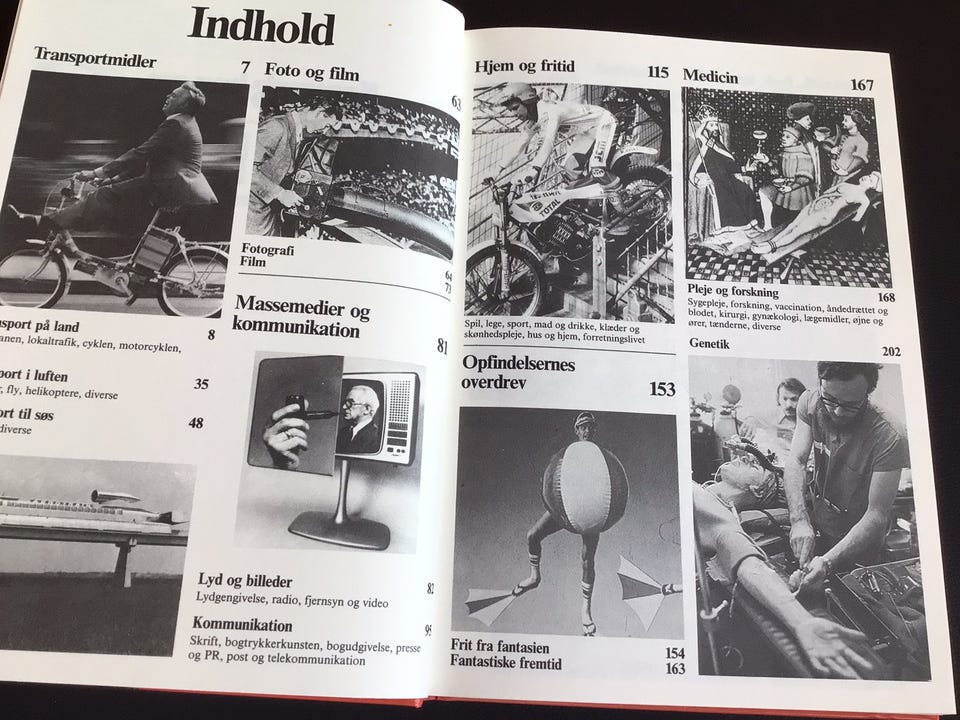 Indhold
Transportmidler 7
sport på land 8
anen, lokaltrafik, cyklen, motorcyklen,
port i luften 35
, fly, helikoptere, diverse
ort til søs 48
diverse
Foto og film 63
Fotografi 64
Film 73
Massemedier og
kommunikation 81
Lyd og billeder 82
Lydgengivelse, radio, fjernsyn og video
Kommunikation 95
Skrift, bogtrykkerkunsten, bogudgivelse, presse
og PR, post og telekommunikation
Hjem og fritid 115
TOTAL
Spil, lege, sport, mad og drikke, klæder og
skønhedspleje, hus og hjem, forretningslivet
Opfindelsernes
overdrev 153
Frit fra fantasien 154
Fantastiske fremtid 163
Medicin 167
Pleje og forskning 168
Sygepleje, forskning, vaccination, åndedrættet og
blodet, kirurgi, gynækologi, lægemidler, øjne og
ører, tænderne, diverse
Genetik 202